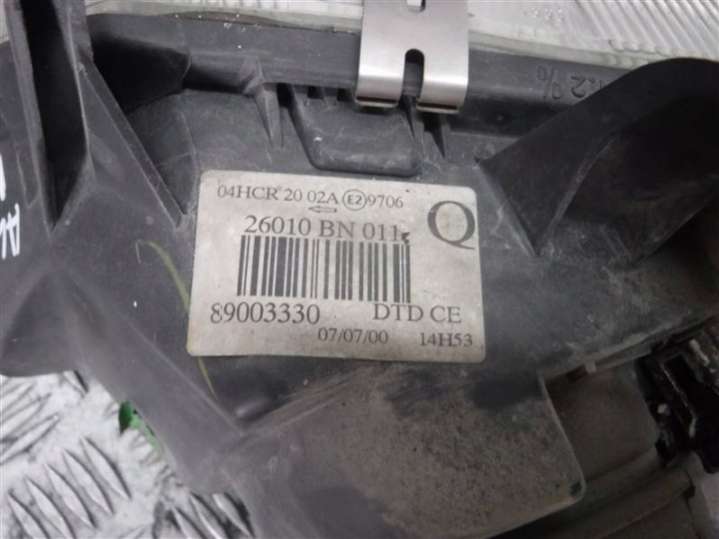 04HCR 20 02A E2 9706
←
26010 BN 011
Q
89003330 DTD CE
07/07/00 14H53